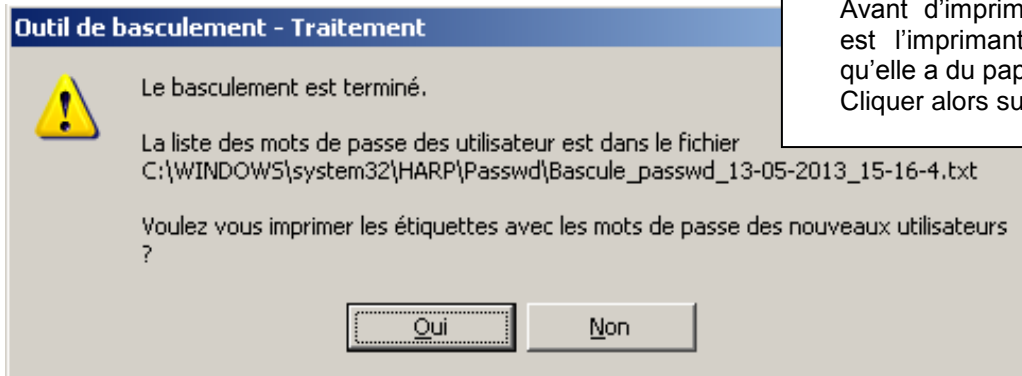 Outil de basculement - Traitement
Avant d'imprim
est l'imprimant
qu'elle a du pap
Cliquer alors su
Le basculement est terminé.
La liste des mots de passe des utilisateur est dans le fichier
C:\WINDOWS\system32\HARP\Passwd\Bascule_passwd_13-05-2013_15-16-4.txt
Voulez vous imprimer les étiquettes avec les mots de passe des nouveaux utilisateurs
?
Oui Non